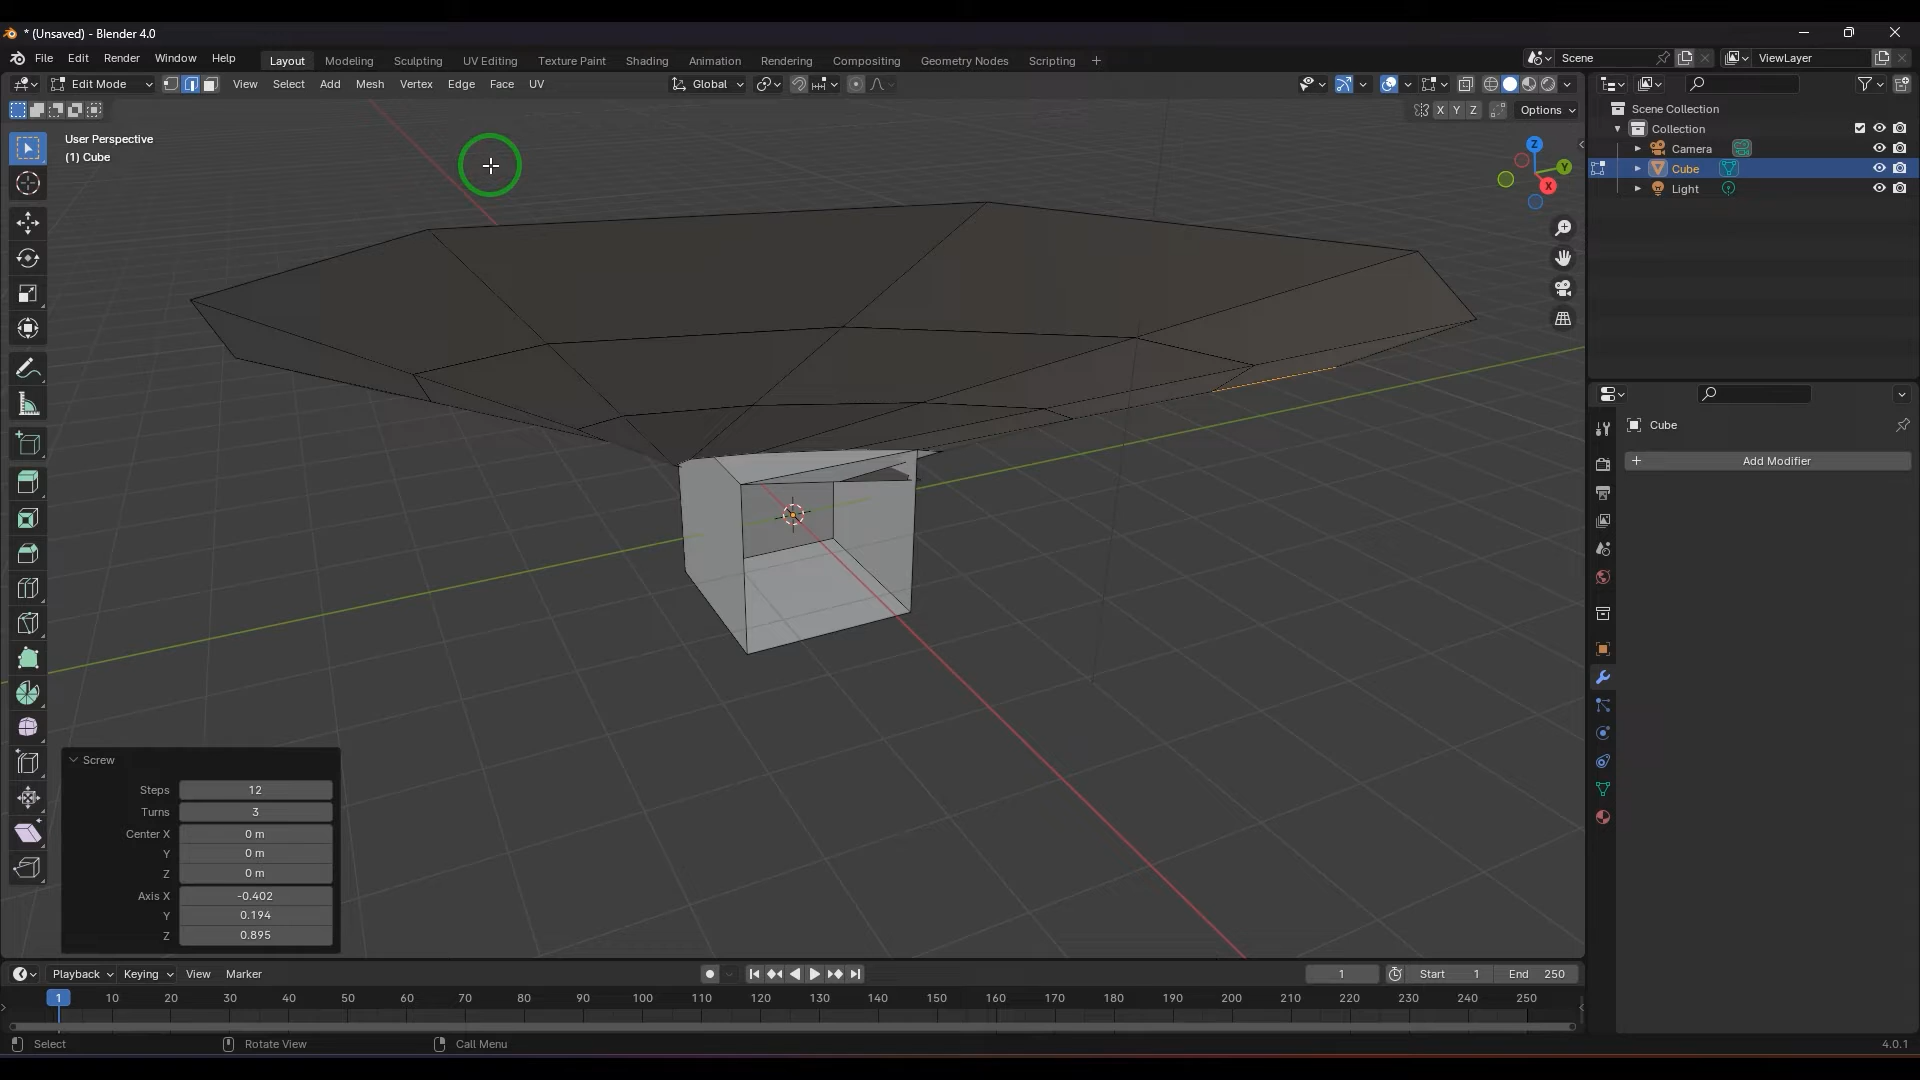 * (Unsaved) - Blender 4.0
File Edit Render Window Help
Layout Modeling Sculpting UV Editing Texture Paint Shading Animation Rendering Compositing Geometry Nodes Scripting +
Scene
ViewLayer
Edit Mode View Select Add Mesh Vertex Edge Face UV
Global
X Y Z Options
User Perspective
(1) Cube
Z
Y
X
Scene Collection
Collection
Camera
Cube
Light
Cube
+ Add Modifier
Screw
Steps 12
Turns 3
Center X 0 m
Y 0 m
Z 0 m
Axis X -0.402
Y 0.194
Z 0.895
Playback Keying View Marker
1 Start 1 End 250
1 10 20 30 40 50 60 70 80 90 100 110 120 130 140 150 160 170 180 190 200 210 220 230 240 250
Select Rotate View Call Menu
4.0.1